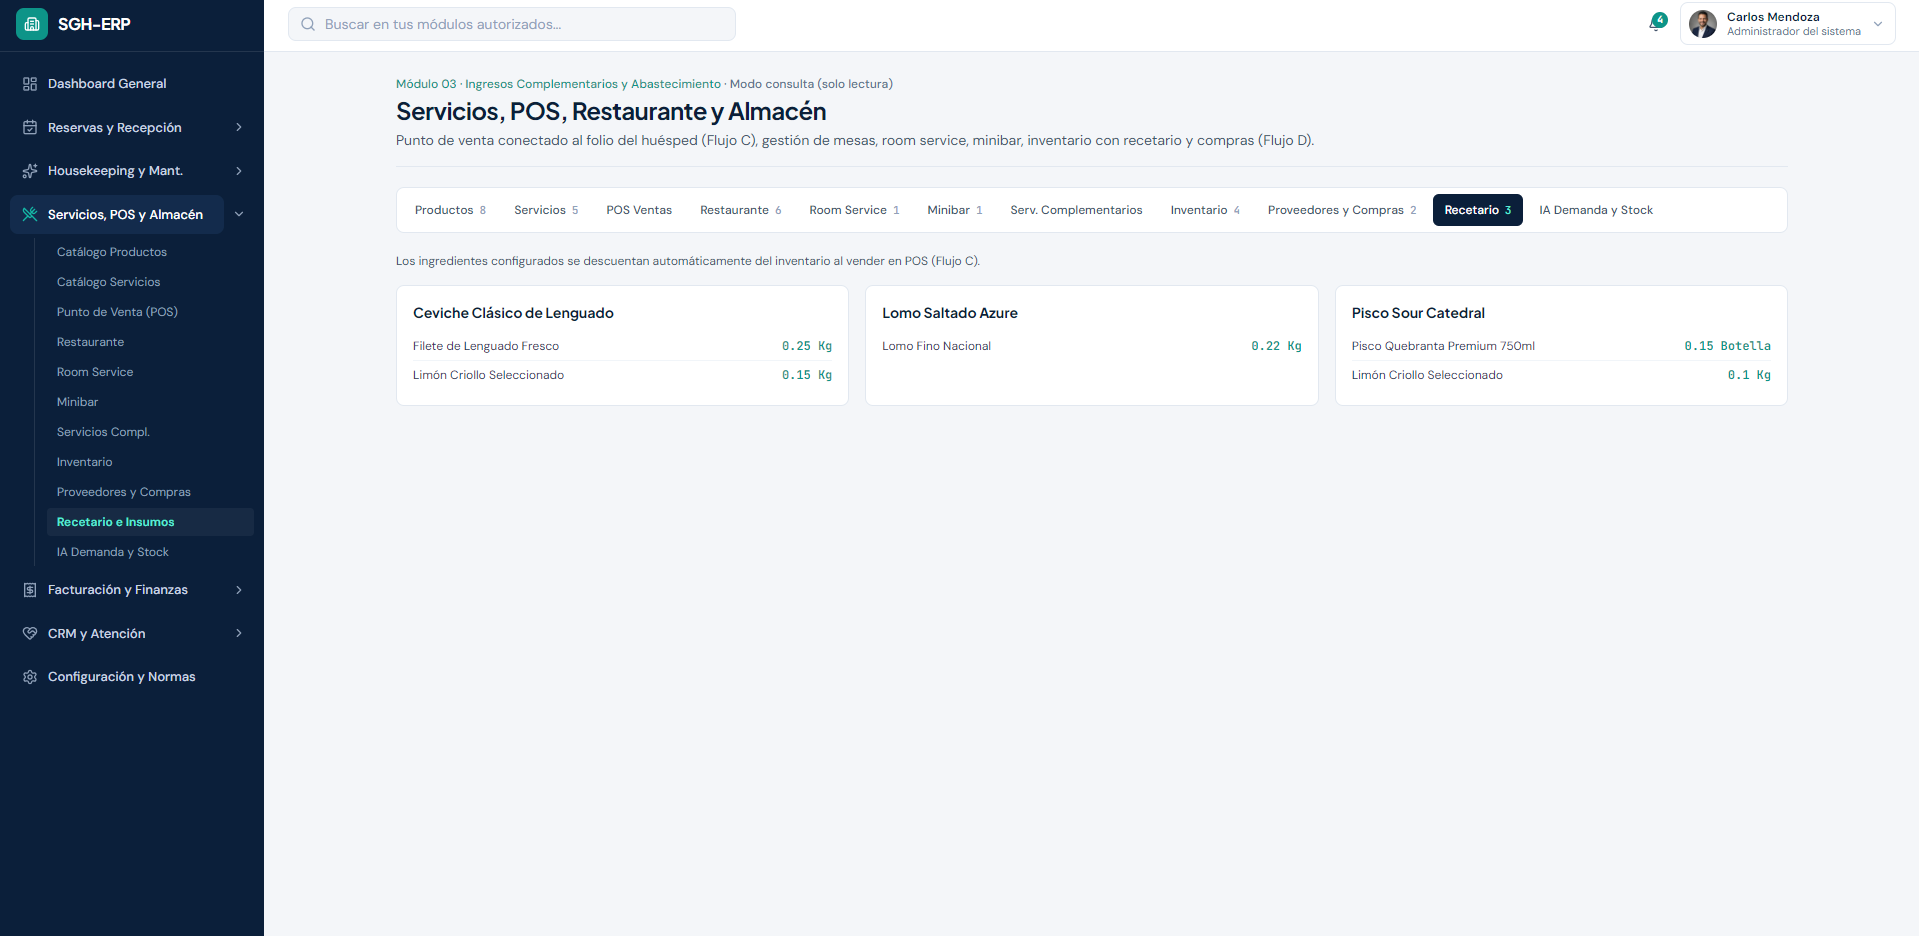 SGH-ERP
Buscar en tus módulos autorizados...
4
Carlos Mendoza
Administrador del sistema
Dashboard General
Reservas y Recepción
Housekeeping y Mant.
Servicios, POS y Almacén
Catálogo Productos
Catálogo Servicios
Punto de Venta (POS)
Restaurante
Room Service
Minibar
Servicios Compl.
Inventario
Proveedores y Compras
Recetario e Insumos
IA Demanda y Stock
Facturación y Finanzas
CRM y Atención
Configuración y Normas
Módulo 03 · Ingresos Complementarios y Abastecimiento · Modo consulta (solo lectura)
Servicios, POS, Restaurante y Almacén
Punto de venta conectado al folio del huésped (Flujo C), gestión de mesas, room service, minibar, inventario con recetario y compras (Flujo D).
Productos 8 Servicios 5 POS Ventas Restaurante 6 Room Service 1 Minibar 1 Serv. Complementarios Inventario 4 Proveedores y Compras 2 Recetario 3 IA Demanda y Stock
Los ingredientes configurados se descuentan automáticamente del inventario al vender en POS (Flujo C).
Ceviche Clásico de Lenguado
Filete de Lenguado Fresco 0.25 Kg
Limón Criollo Seleccionado 0.15 Kg
Lomo Saltado Azure
Lomo Fino Nacional 0.22 Kg
Pisco Sour Catedral
Pisco Quebranta Premium 750ml 0.15 Botella
Limón Criollo Seleccionado 0.1 Kg